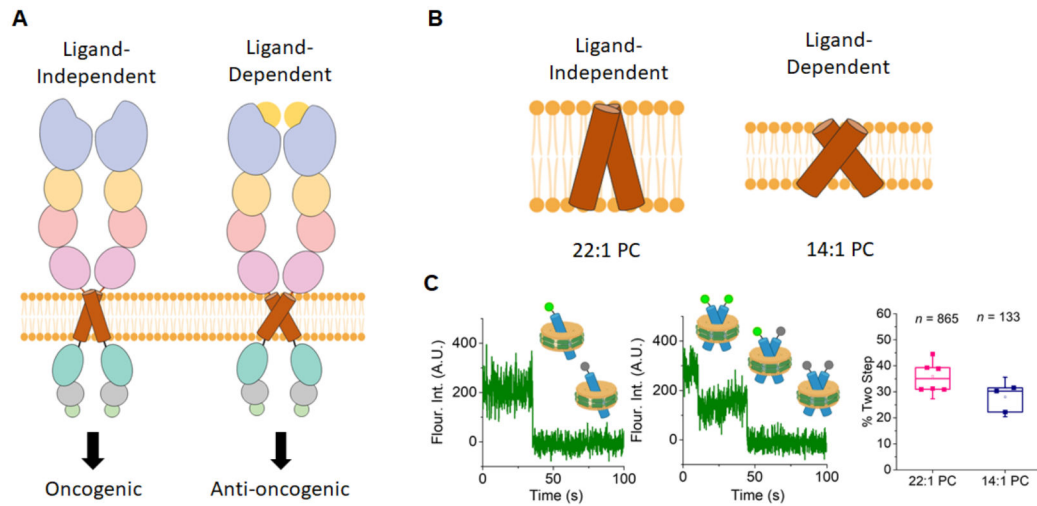 A
Ligand-
Independent
Ligand-
Dependent
Oncogenic
Anti-oncogenic
B
Ligand-
Independent
Ligand-
Dependent
22:1 PC
14:1 PC
C
Flour. Int. (A.U.)
400
200
0
0
50
100
Time (s)
Flour. Int. (A.U.)
400
200
0
0
50
100
Time (s)
% Two Step
60
50
40
30
20
10
0
n = 865
n = 133
22:1 PC
14:1 PC